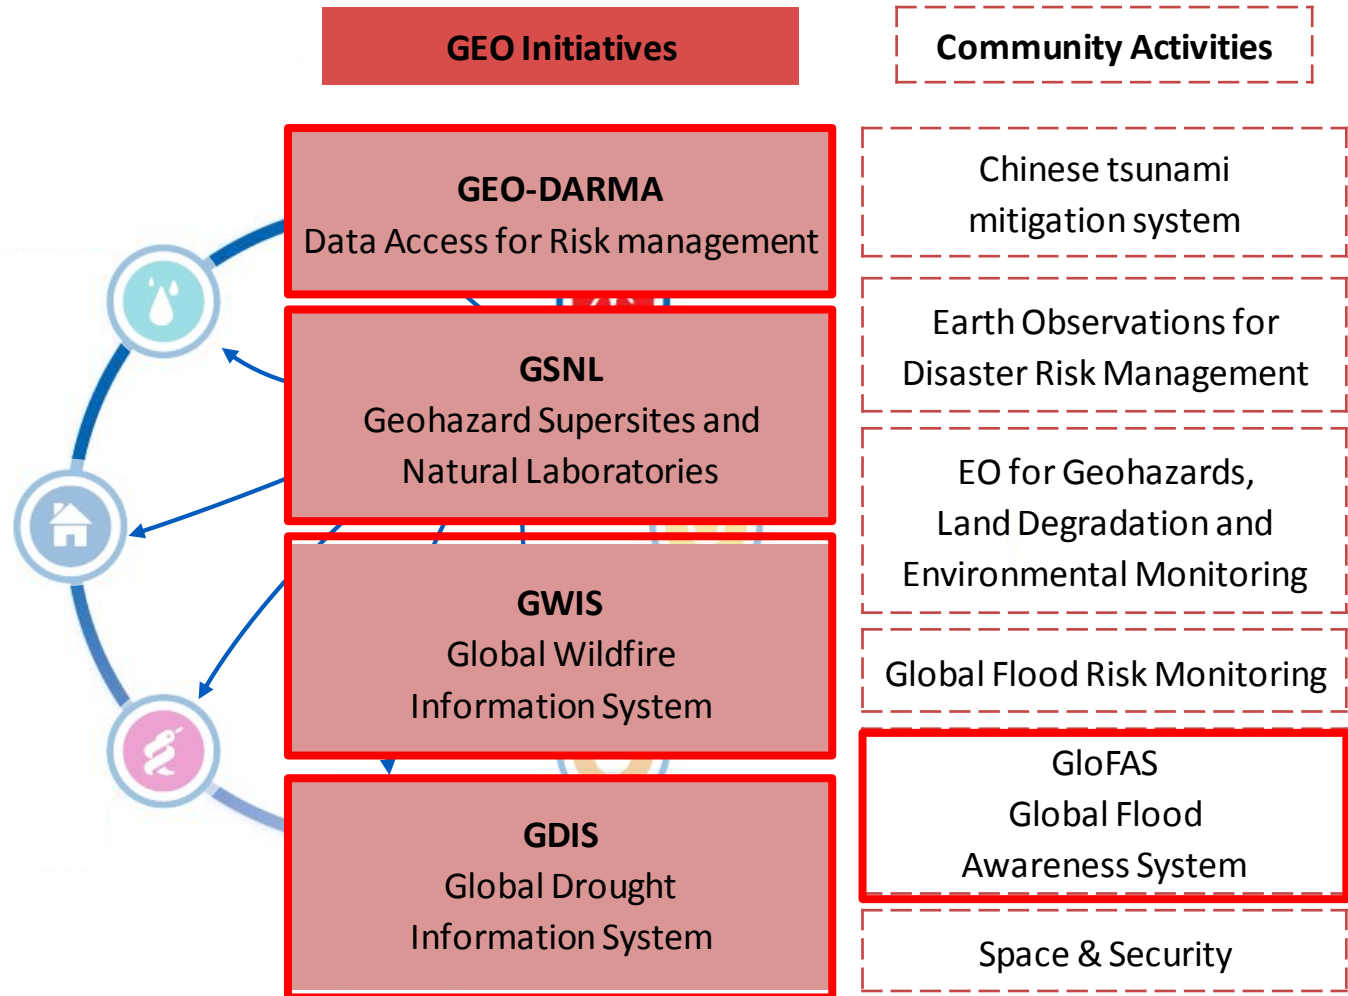 GEO Initiatives
Community Activities
GEO-DARMA
Data Access for Risk management
GSNL
Geohazard Supersites and
Natural Laboratories
GWIS
Global Wildfire
Information System
GDIS
Global Drought
Information System
Chinese tsunami
mitigation system
Earth Observations for
Disaster Risk Management
EO for Geohazards,
Land Degradation and
Environmental Monitoring
Global Flood Risk Monitoring
GloFAS
Global Flood
Awareness System
Space & Security